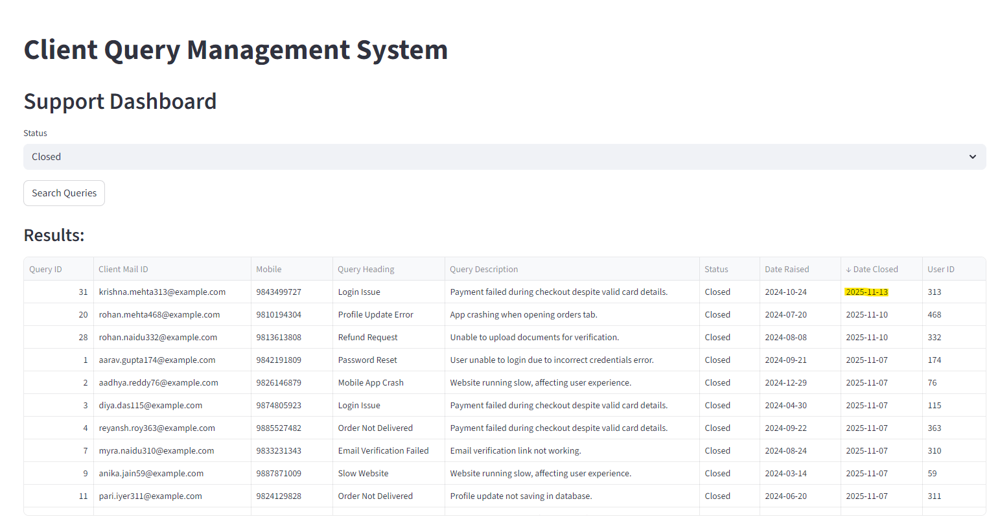 Client Query Management System
Support Dashboard
Status
Closed
Search Queries
Results:
Query ID Client Mail ID Mobile Query Heading Query Description Status Date Raised ↓ Date Closed User ID
31 krishna.mehta313@example.com 9843499727 Login Issue Payment failed during checkout despite valid card details. Closed 2024-10-24 2025-11-13 313
20 rohan.mehta468@example.com 9810194304 Profile Update Error App crashing when opening orders tab. Closed 2024-07-20 2025-11-10 468
28 rohan.naidu332@example.com 9813613808 Refund Request Unable to upload documents for verification. Closed 2024-08-08 2025-11-10 332
1 aarav.gupta174@example.com 9842191809 Password Reset User unable to login due to incorrect credentials error. Closed 2024-09-21 2025-11-07 174
2 aadhya.reddy76@example.com 9826146879 Mobile App Crash Website running slow, affecting user experience. Closed 2024-12-29 2025-11-07 76
3 diya.das115@example.com 9874805923 Login Issue Payment failed during checkout despite valid card details. Closed 2024-04-30 2025-11-07 115
4 reyansh.roy363@example.com 9885527482 Order Not Delivered Payment failed during checkout despite valid card details. Closed 2024-09-22 2025-11-07 363
7 myra.naidu310@example.com 9833231343 Email Verification Failed Email verification link not working. Closed 2024-08-24 2025-11-07 310
9 anika.jain59@example.com 9887871009 Slow Website Website running slow, affecting user experience. Closed 2024-03-14 2025-11-07 59
11 pari.iyer311@example.com 9824129828 Order Not Delivered Profile update not saving in database. Closed 2024-06-20 2025-11-07 311